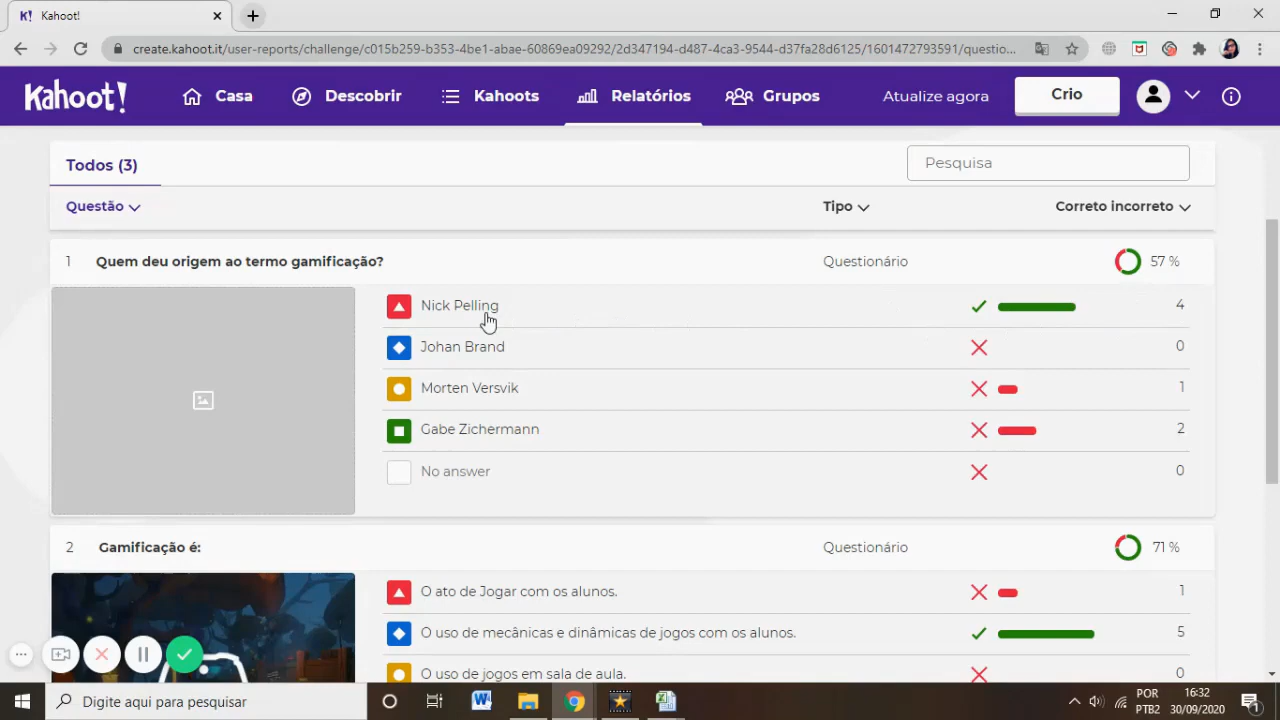 K! Kahoot!
create.kahoot.it/user-reports/challenge/c015b259-b353-4be1-abae-60869ea09292/2d347194-d487-4ca3-9544-d37fa28d6125/1601472793591/questio...
Kahoot! Casa Descobrir Kahoots Relatórios Grupos Atualize agora Crio
Todos (3) Pesquisa
Questão Tipo Correto incorreto
1 Quem deu origem ao termo gamificação? Questionário 57 %
Nick Pelling 4
Johan Brand 0
Morten Versvik 1
Gabe Zichermann 2
No answer 0
2 Gamificação é: Questionário 71 %
O ato de Jogar com os alunos. 1
O uso de mecânicas e dinâmicas de jogos com os alunos. 5
O uso de jogos em sala de aula. 0
Digite aqui para pesquisar
POR 16:32
PTB2 30/09/2020